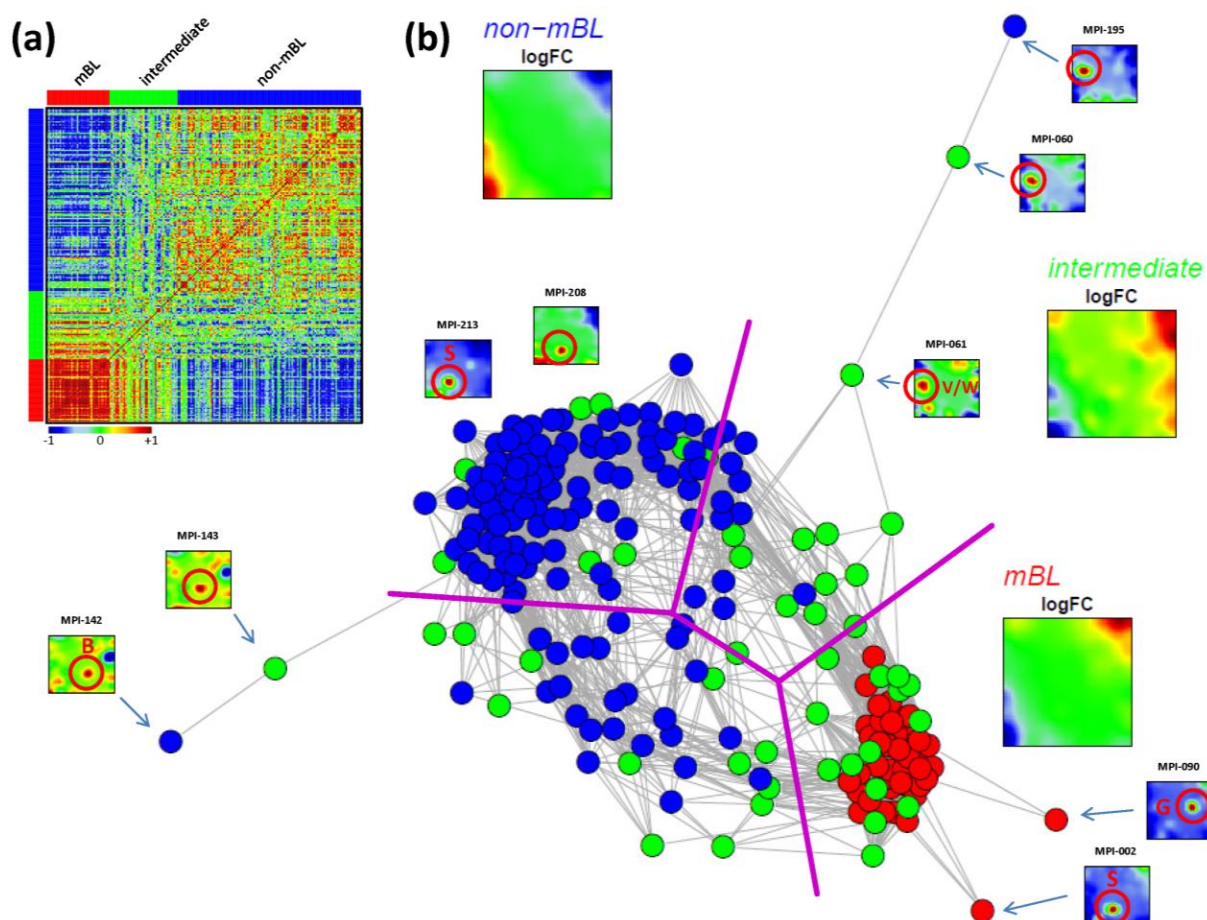 (a)
mBL
intermediate
non-mBL
-1 0 +1
(b)
non-mBL
logFC
MPI-195
MPI-060
intermediate
logFC
MPI-208
MPI-213
S
MPI-061
V/W
MPI-143
MPI-142
B
mBL
logFC
MPI-090
G
MPI-002
S